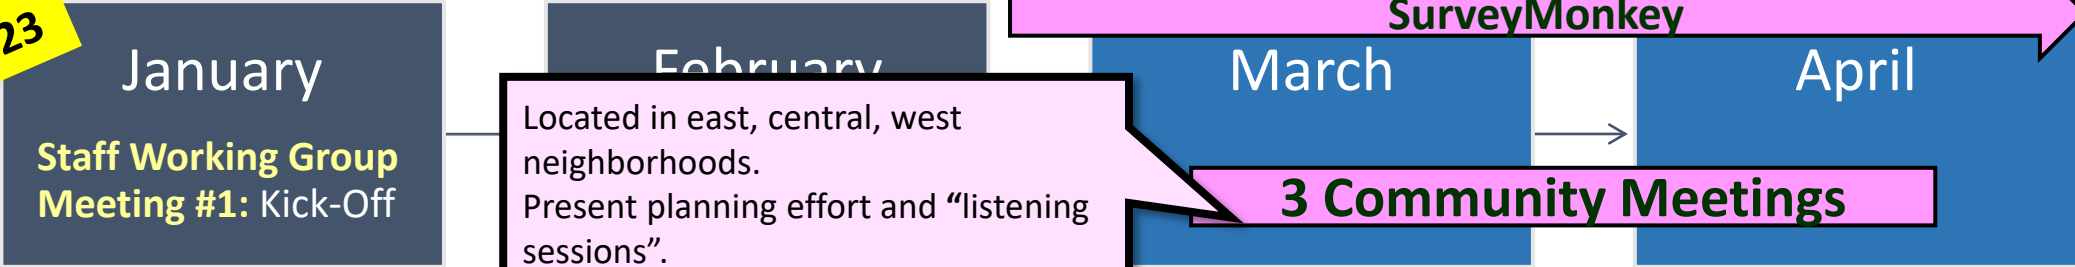 23
SurveyMonkey
January
February
March
April
Staff Working Group
Meeting #1: Kick-Off
Located in east, central, west
neighborhoods.
Present planning effort and “listening
sessions”.
3 Community Meetings